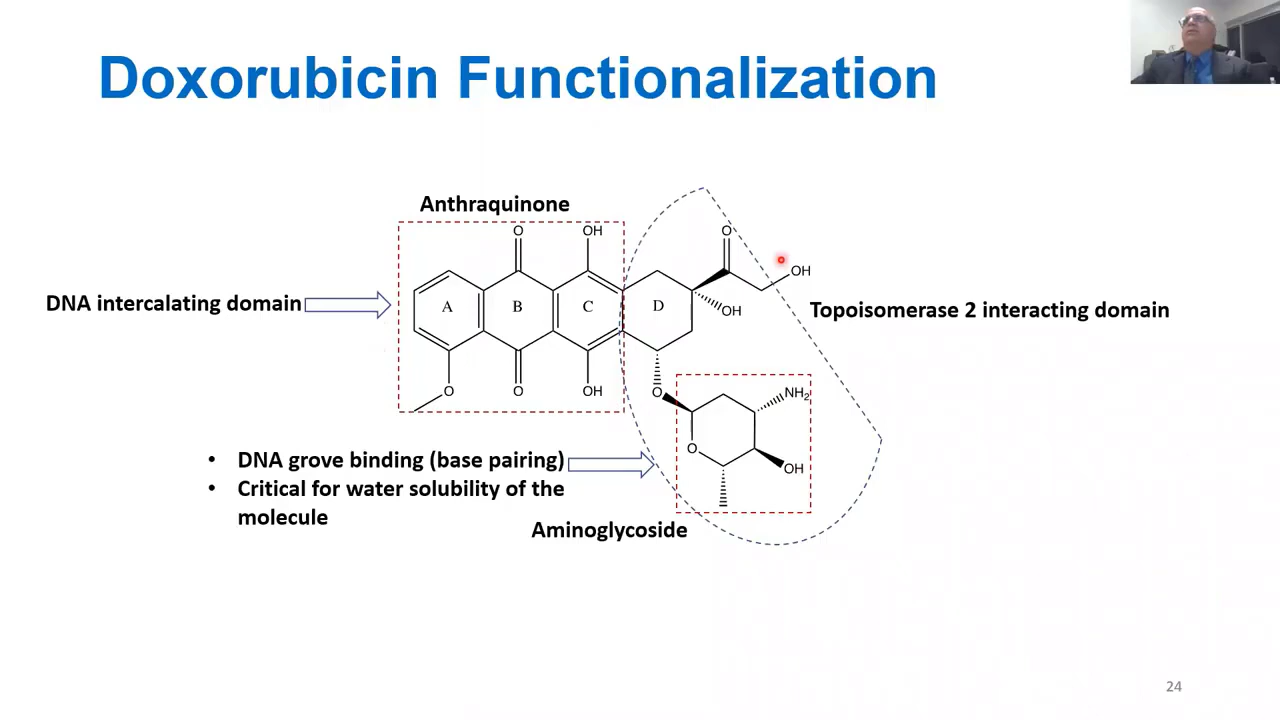 Doxorubicin Functionalization
Anthraquinone
O
OH
O
OH
DNA intercalating domain
A
B
C
D
OH
Topoisomerase 2 interacting domain
O
O
OH
O
NH2
O
OH
• DNA grove binding (base pairing)
• Critical for water solubility of the
molecule
Aminoglycoside
24